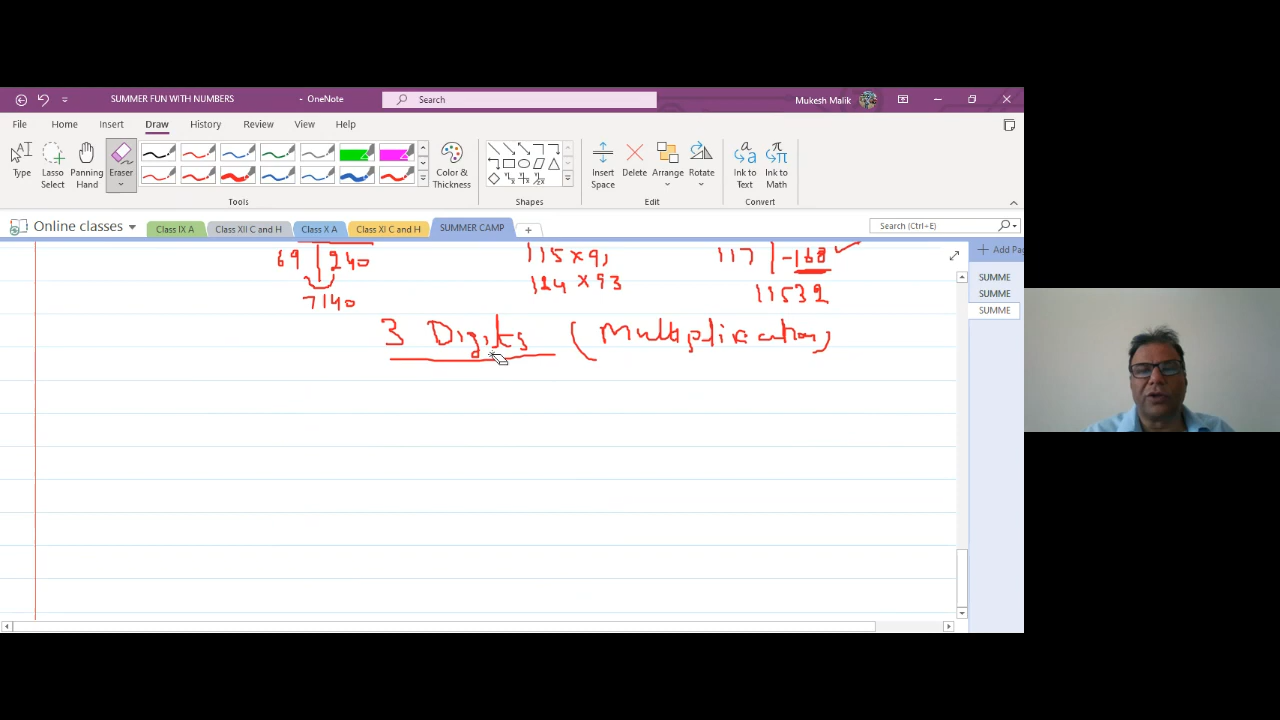 SUMMER FUN WITH NUMBERS - OneNote
Search
Mukesh Malik
File Home Insert Draw History Review View Help
Type
Lasso Select
Panning Hand
Eraser
Color & Thickness
Insert Space
Delete
Arrange
Rotate
Ink to Text
Ink to Math
Tools
Shapes
Edit
Convert
Online classes
Class IX A
Class XII C and H
Class X A
Class XI C and H
SUMMER CAMP
Search (Ctrl+E)
Add Pag
SUMME
SUMME
SUMME
69 | 240
7140
115 × 91
124 × 93
117 | -168
11532
3 Digits (Multiplication)